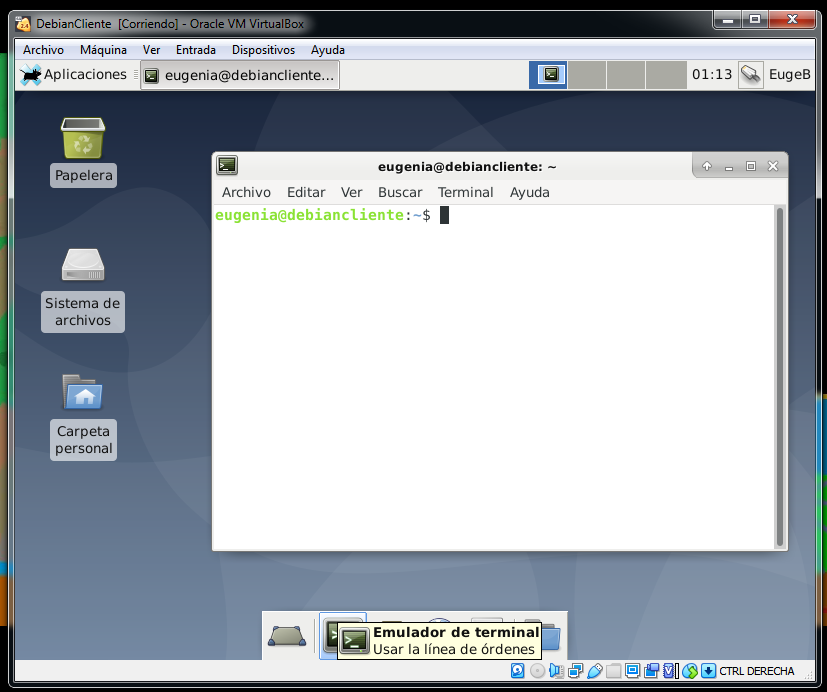 DebianCliente [Corriendo] - Oracle VM VirtualBox
Archivo Máquina Ver Entrada Dispositivos Ayuda
Aplicaciones eugenia@debiancliente... 01:13 EugeB
Papelera
Sistema de
archivos
Carpeta
personal
eugenia@debiancliente: ~
Archivo Editar Ver Buscar Terminal Ayuda
eugenia@debiancliente:~$
Emulador de terminal
Usar la línea de órdenes
CTRL DERECHA